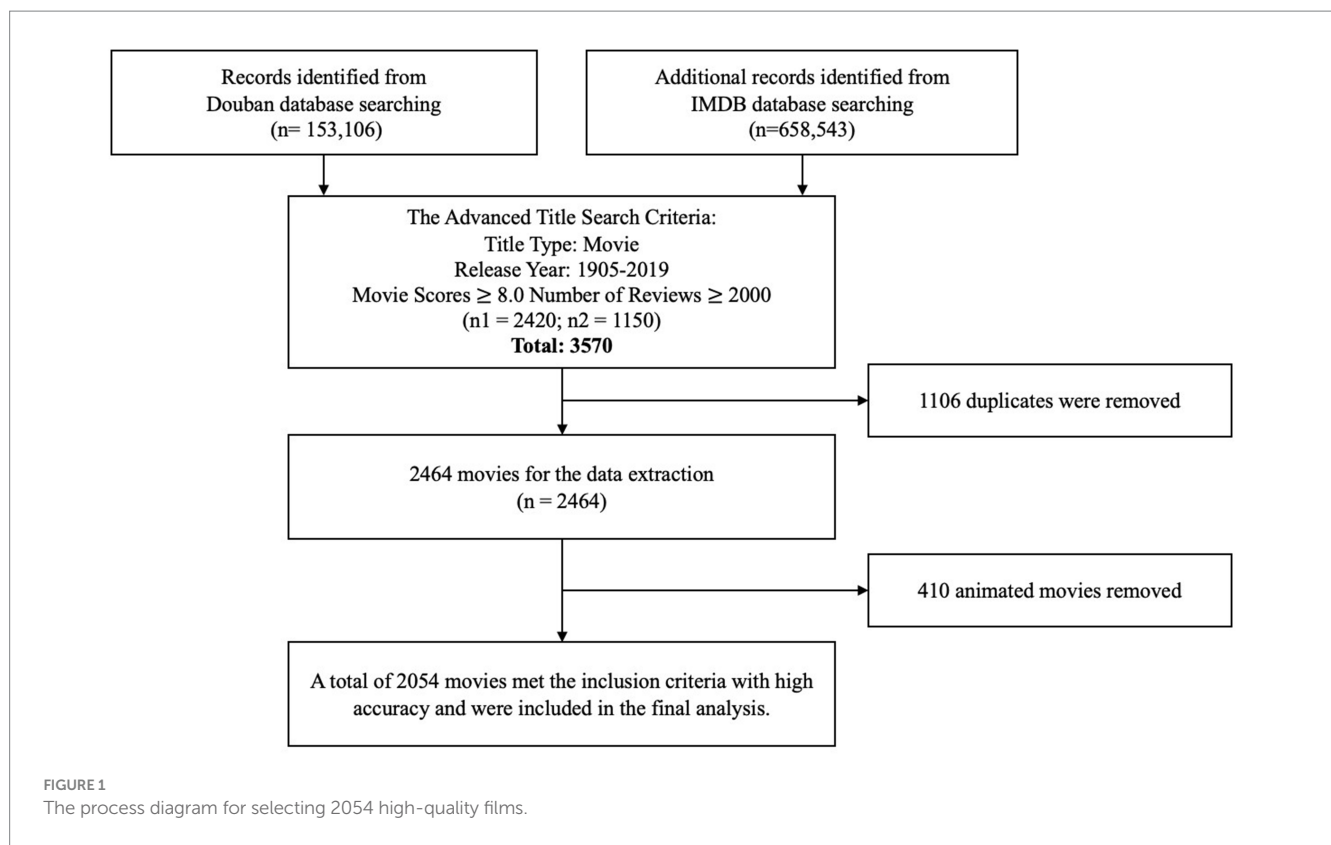 Records identified from
Douban database searching
(n= 153,106)
Additional records identified from
IMDB database searching
(n=658,543)
The Advanced Title Search Criteria:
Title Type: Movie
Release Year: 1905-2019
Movie Scores ≥ 8.0 Number of Reviews ≥ 2000
(n1 = 2420; n2 = 1150)
Total: 3570
1106 duplicates were removed
2464 movies for the data extraction
(n = 2464)
410 animated movies removed
A total of 2054 movies met the inclusion criteria with high
accuracy and were included in the final analysis.
FIGURE 1
The process diagram for selecting 2054 high-quality films.